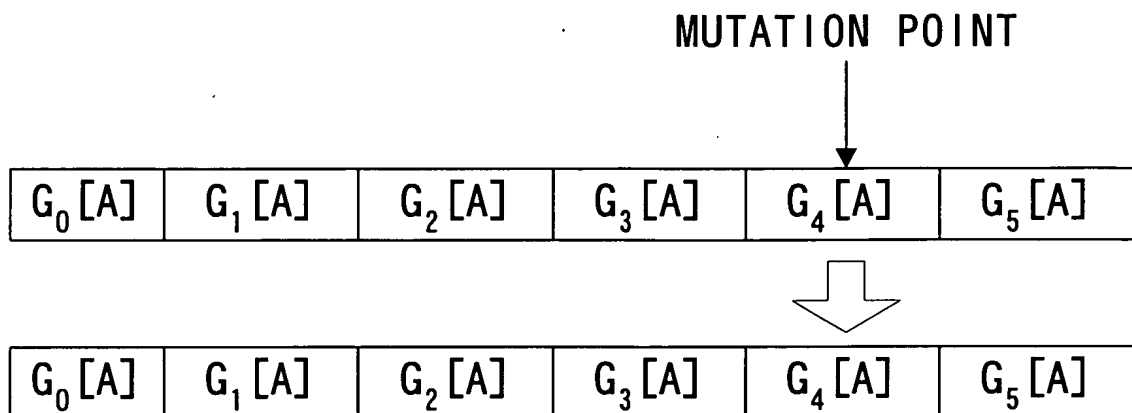 MUTATION POINT
G₀[A] G₁[A] G₂[A] G₃[A] G₄[A] G₅[A]
G₀[A] G₁[A] G₂[A] G₃[A] G₄[A] G₅[A]